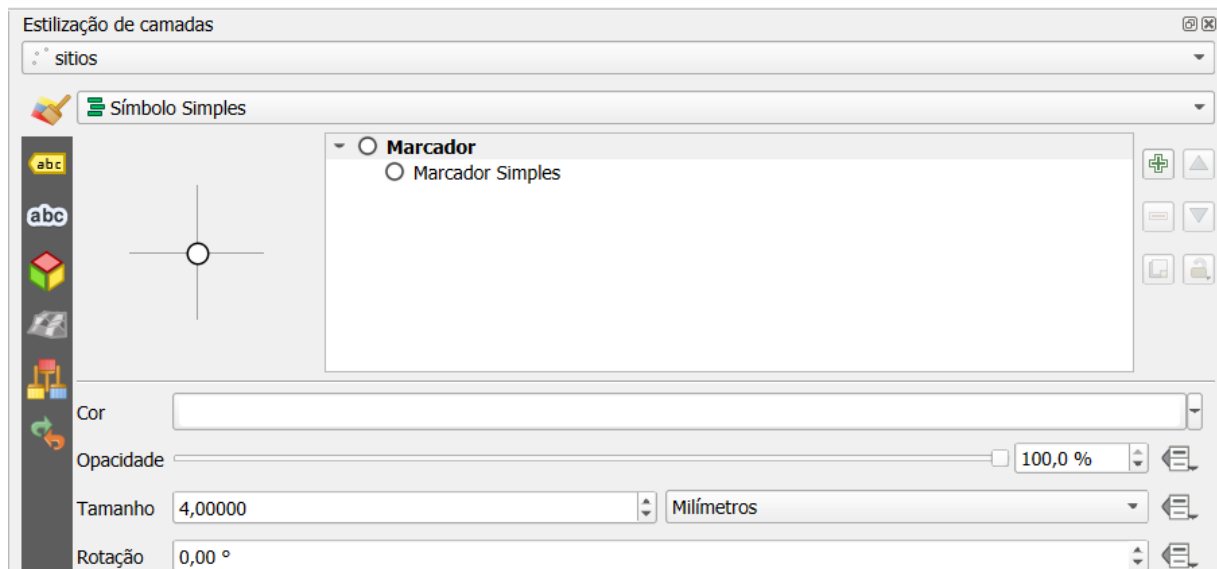 Estilização de camadas
sitios
Símbolo Simples
abc
Marcador
Marcador Simples
abc
Cor
Opacidade 100,0 %
Tamanho 4,00000 Milímetros
Rotação 0,00 °